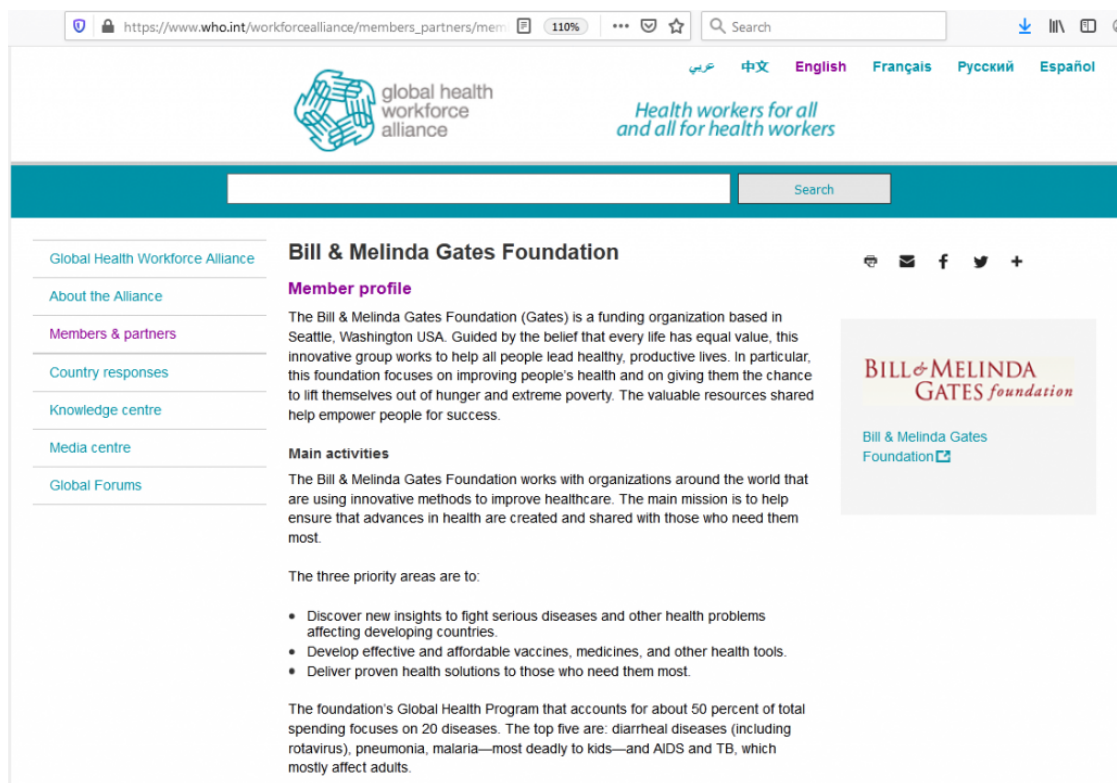 https://www.who.int/workforcealliance/members_partners/mem
110%
Search
عربي
中文
English
Français
Русский
Español
global health
workforce
alliance
Health workers for all
and all for health workers
Search
Global Health Workforce Alliance
About the Alliance
Members & partners
Country responses
Knowledge centre
Media centre
Global Forums
Bill & Melinda Gates Foundation
Member profile
The Bill & Melinda Gates Foundation (Gates) is a funding organization based in
Seattle, Washington USA. Guided by the belief that every life has equal value, this
innovative group works to help all people lead healthy, productive lives. In particular,
this foundation focuses on improving people's health and on giving them the chance
to lift themselves out of hunger and extreme poverty. The valuable resources shared
help empower people for success.
Main activities
The Bill & Melinda Gates Foundation works with organizations around the world that
are using innovative methods to improve healthcare. The main mission is to help
ensure that advances in health are created and shared with those who need them
most.
The three priority areas are to:
• Discover new insights to fight serious diseases and other health problems
affecting developing countries.
• Develop effective and affordable vaccines, medicines, and other health tools.
• Deliver proven health solutions to those who need them most.
The foundation's Global Health Program that accounts for about 50 percent of total
spending focuses on 20 diseases. The top five are: diarrheal diseases (including
rotavirus), pneumonia, malaria—most deadly to kids—and AIDS and TB, which
mostly affect adults.
BILL & MELINDA
GATES foundation
Bill & Melinda Gates
Foundation